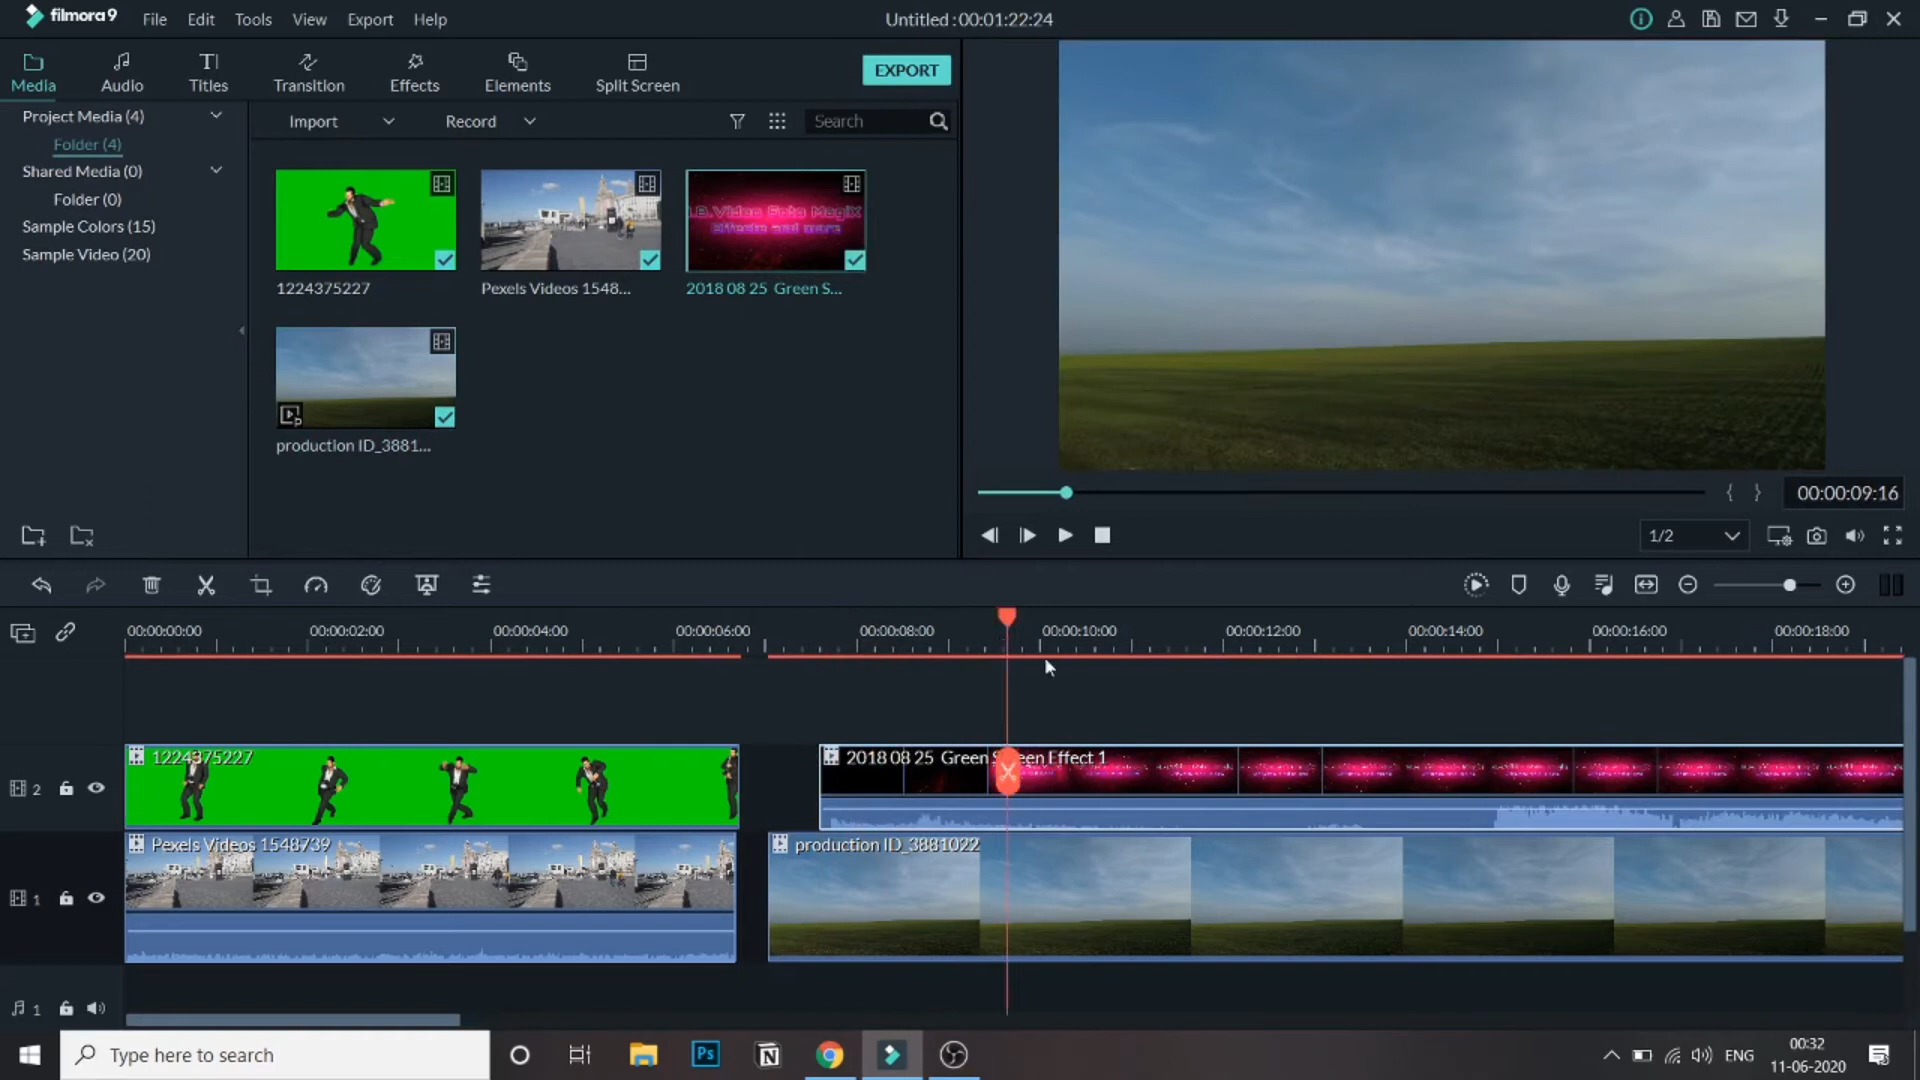 filmora9
File Edit Tools View Export Help
Untitled : 00:01:22:24
Media Audio Titles Transition Effects Elements Split Screen
EXPORT
Project Media (4)
Folder (4)
Shared Media (0)
Folder (0)
Sample Colors (15)
Sample Video (20)
Import Record Search
Effects and more
1224375227
Pexels Videos 1548...
2018 08 25 Green S...
production ID_3881...
00:00:09:16
1/2
00:00:00:00 00:00:02:00 00:00:04:00 00:00:06:00 00:00:08:00 00:00:10:00 00:00:12:00 00:00:14:00 00:00:16:00 00:00:18:00
2
1224375227
2018 08 25 Green Screen Effect 1
1
Pexels Videos 1548739
production ID_3881022
1
Type here to search
Ps
N
ENG
00:32
11-06-2020